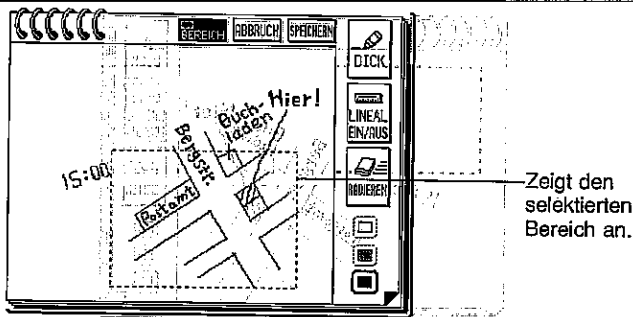 BEREICH ABBRUCH SPEICHERN
DICK
LINEAL
EIN/AUS
RADIEREN
Buch-
laden
Hier!
Bergstr.
15:00
Postamt
Zeigt den
selektierten
Bereich an.